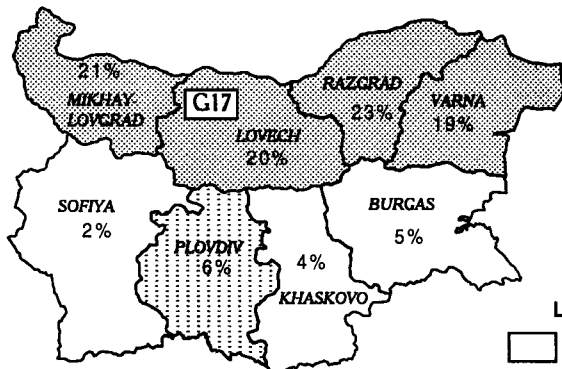 21%
MIKHAY-
LOVGRAD
G17
LOVECH
20%
RAZGRAD
23%
VARNA
19%
SOFIYA
2%
PLOVDIV
6%
4%
KHASKOVO
BURGAS
5%
L